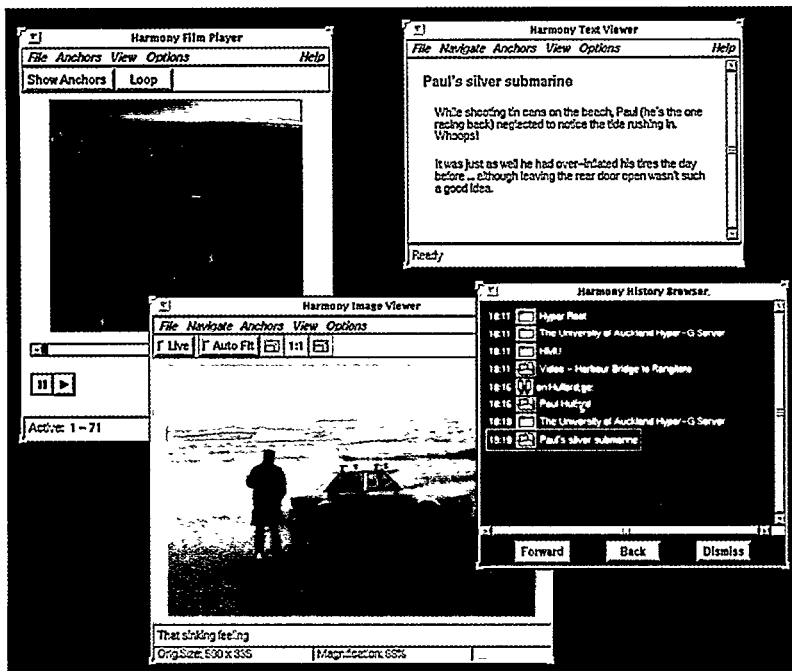 Harmony Film Player
File Anchors View Options Help
Show Anchors Loop
Active: 1 - 71
Harmony Text Viewer
File Navigate Anchors View Options Help
Paul's silver submarine
While shooting tin cans on the beach, Paul (he's the one
racing back) neglected to notice the tide rushing in.
Whoops!
It was just as well he had over-inflated his tires the day
before ... although leaving the rear door open wasn't such
a good idea.
Ready
Harmony Image Viewer
File Navigate Anchors View Options
Live Auto Fit 1:1
That sinking feeling
Orig.Size:
Magnification:
Harmony History Browser
18:11 Hyper Root
18:11 The University of Auckland Hyper-G Server
18:11 HMU
18:11 Video - Harbour Bridge to Rangitoto
18:16
18:16 Paul
18:18 The University of Auckland Hyper-G Server
18:18 Paul's silver submarine
Forward Back Dismiss